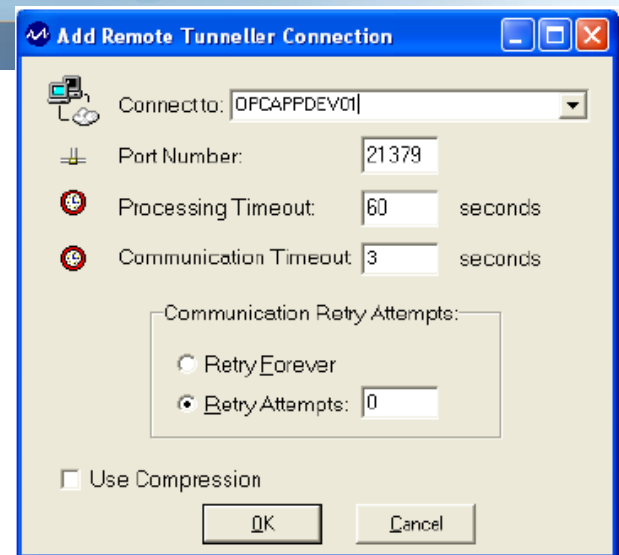 Add Remote Tunneller Connection
Connect to: OPCAPPDEV01
Port Number: 21379
Processing Timeout: 60 seconds
Communication Timeout 3 seconds
Communication Retry Attempts:
Retry Forever
Retry Attempts: 0
Use Compression
OK Cancel